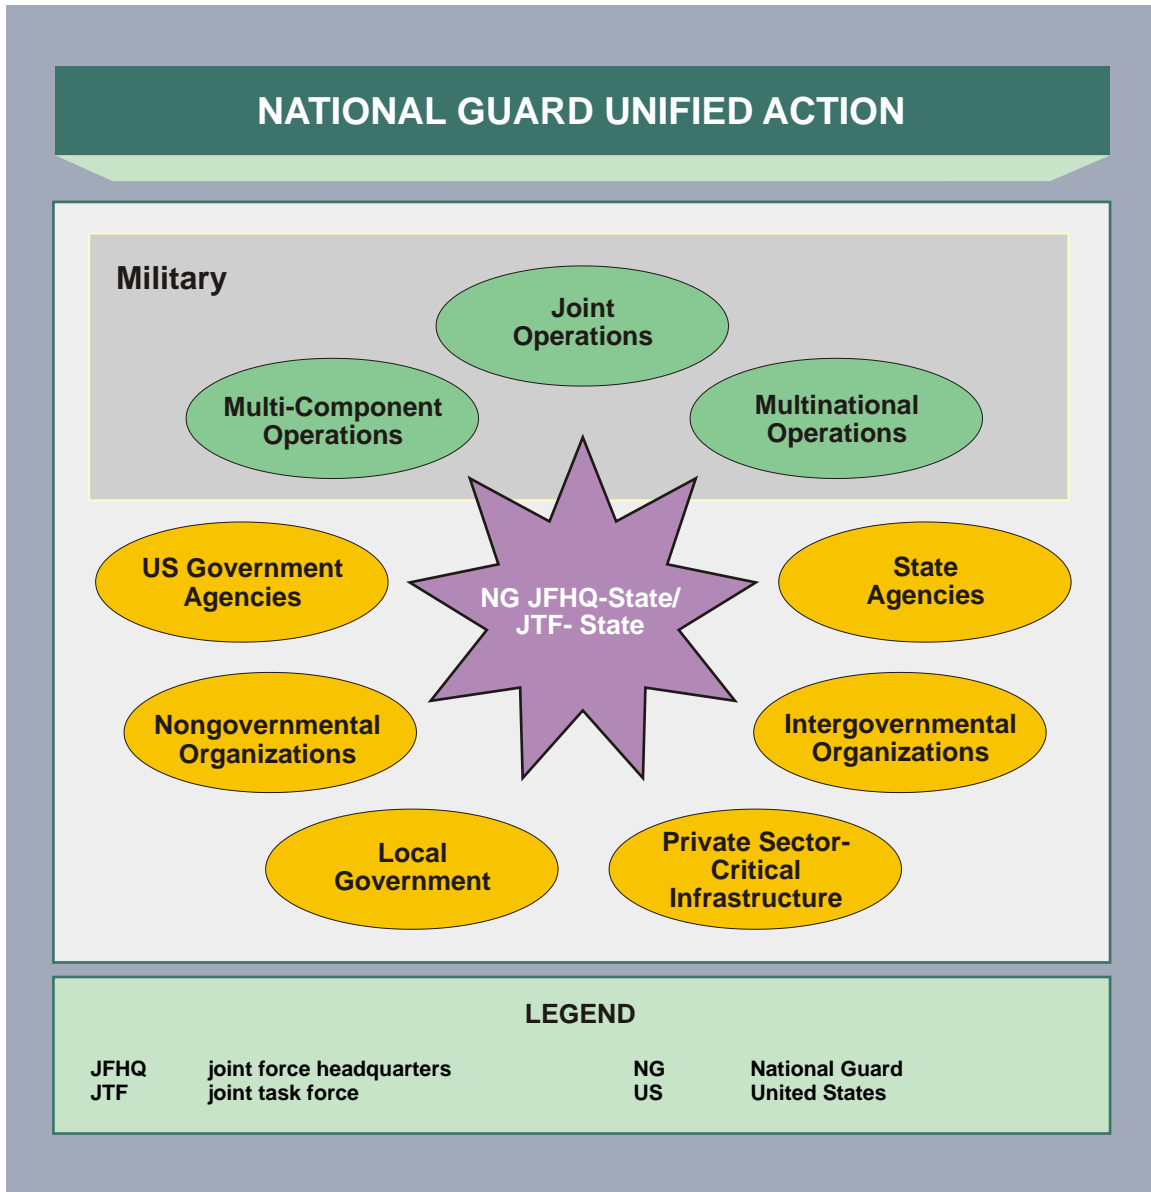 NATIONAL GUARD UNIFIED ACTION
Military
Joint
Operations
Multi-Component
Operations
Multinational
Operations
US Government
Agencies
NG JFHQ-State/
JTF- State
State
Agencies
Nongovernmental
Organizations
Intergovernmental
Organizations
Local
Government
Private Sector-
Critical
Infrastructure
LEGEND
JFHQ joint force headquarters
JTF joint task force
NG National Guard
US United States